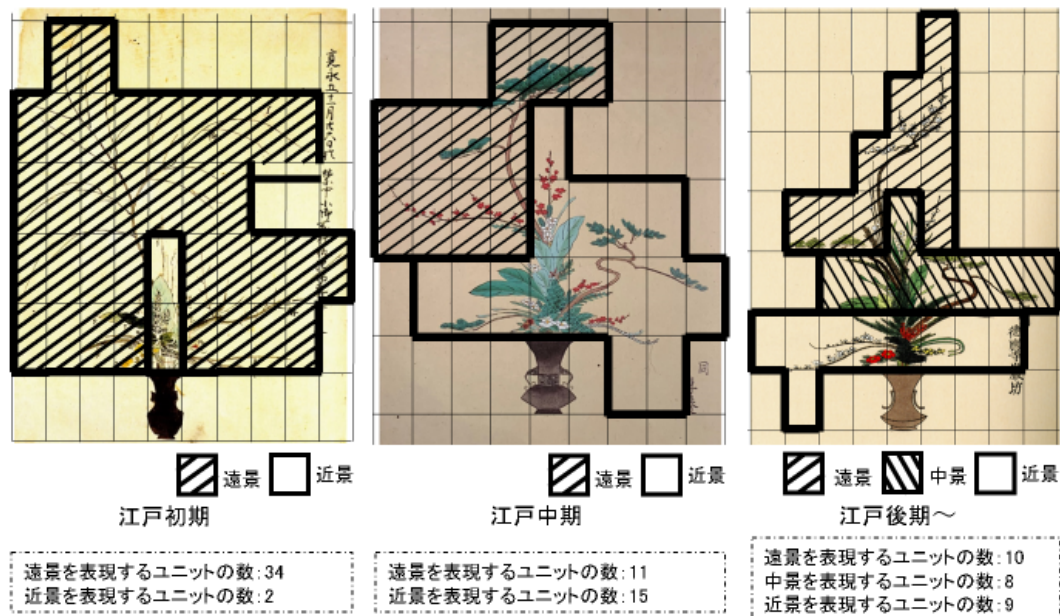 遠景 近景
江戸初期
遠景を表現するユニットの数:34
近景を表現するユニットの数:2
遠景 近景
江戸中期
遠景を表現するユニットの数:11
近景を表現するユニットの数:15
遠景 中景 近景
江戸後期～
遠景を表現するユニットの数:10
中景を表現するユニットの数:8
近景を表現するユニットの数:9